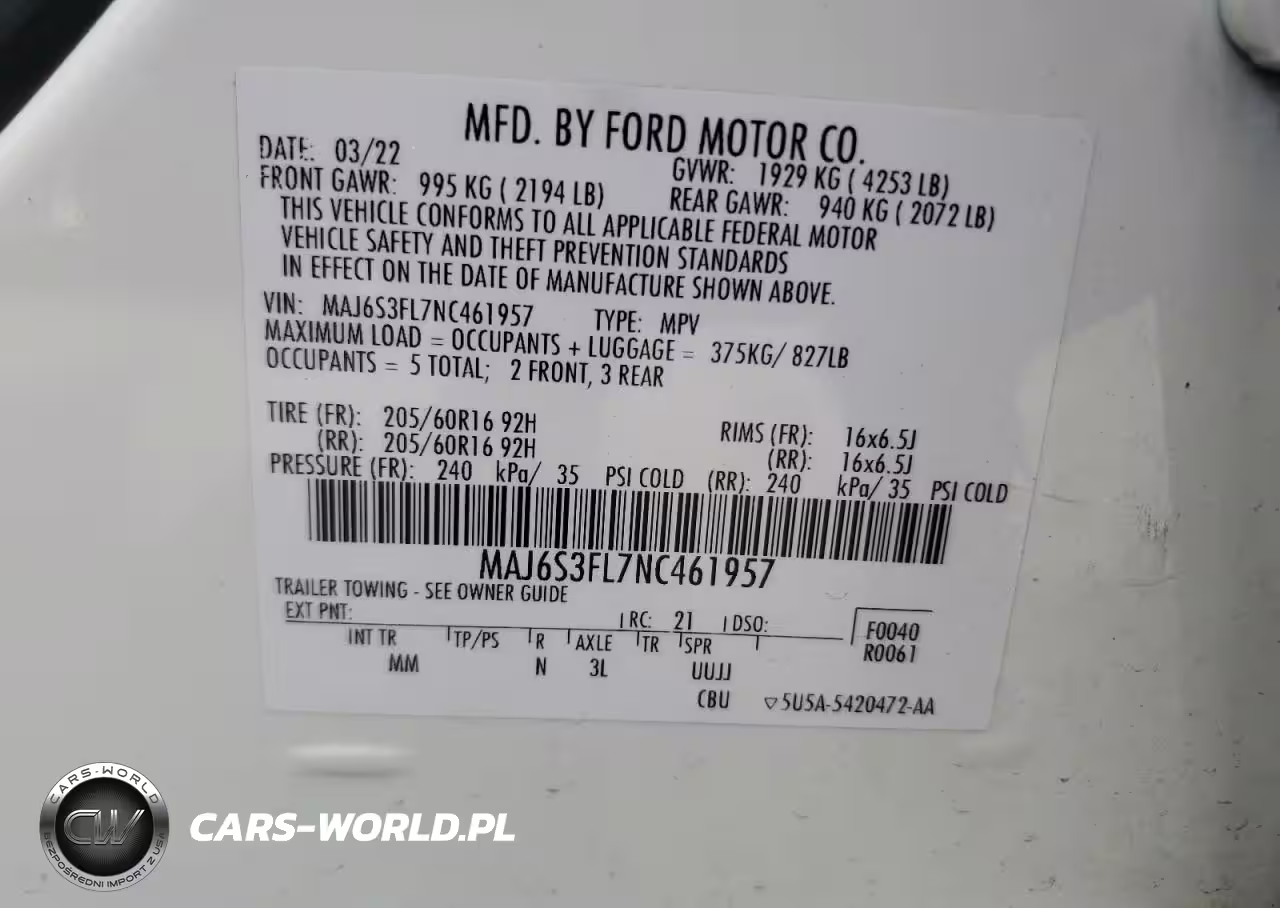 MFD. BY FORD MOTOR CO.
DATE: 03/22 GVWR: 1929 KG ( 4253 LB)
FRONT GAWR: 995 KG ( 2194 LB) REAR GAWR: 940 KG ( 2072 LB)
THIS VEHICLE CONFORMS TO ALL APPLICABLE FEDERAL MOTOR
VEHICLE SAFETY AND THEFT PREVENTION STANDARDS
IN EFFECT ON THE DATE OF MANUFACTURE SHOWN ABOVE.
VIN: MAJ6S3FL7NC461957 TYPE: MPV
MAXIMUM LOAD = OCCUPANTS + LUGGAGE = 375KG/ 827LB
OCCUPANTS = 5 TOTAL; 2 FRONT, 3 REAR
TIRE (FR): 205/60R16 92H RIMS (FR): 16x6.5J
(RR): 205/60R16 92H (RR): 16x6.5J
PRESSURE (FR): 240 kPa/ 35 PSI COLD (RR): 240 kPa/ 35 PSI COLD
MAJ6S3FL7NC461957
TRAILER TOWING - SEE OWNER GUIDE
EXT PNT: RC: 21 DSO: F0040
INT TR TP/PS R AXLE TR SPR R0061
MM N 3L UUJJ
CBU ▽5U5A-5420472-AA
CARS-WORLD
CW
BEZPOŚREDNI IMPORT Z USA
CARS-WORLD.PL